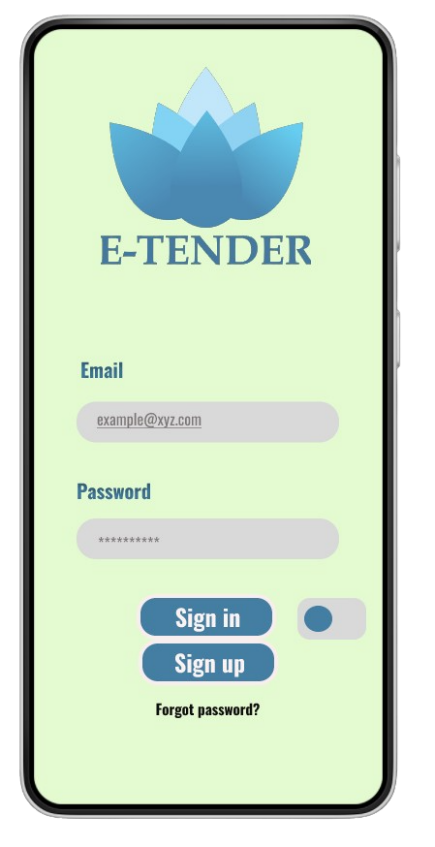 E-TENDER
Email
example@xyz.com
Password
**********
Sign in
Sign up
Forgot password?